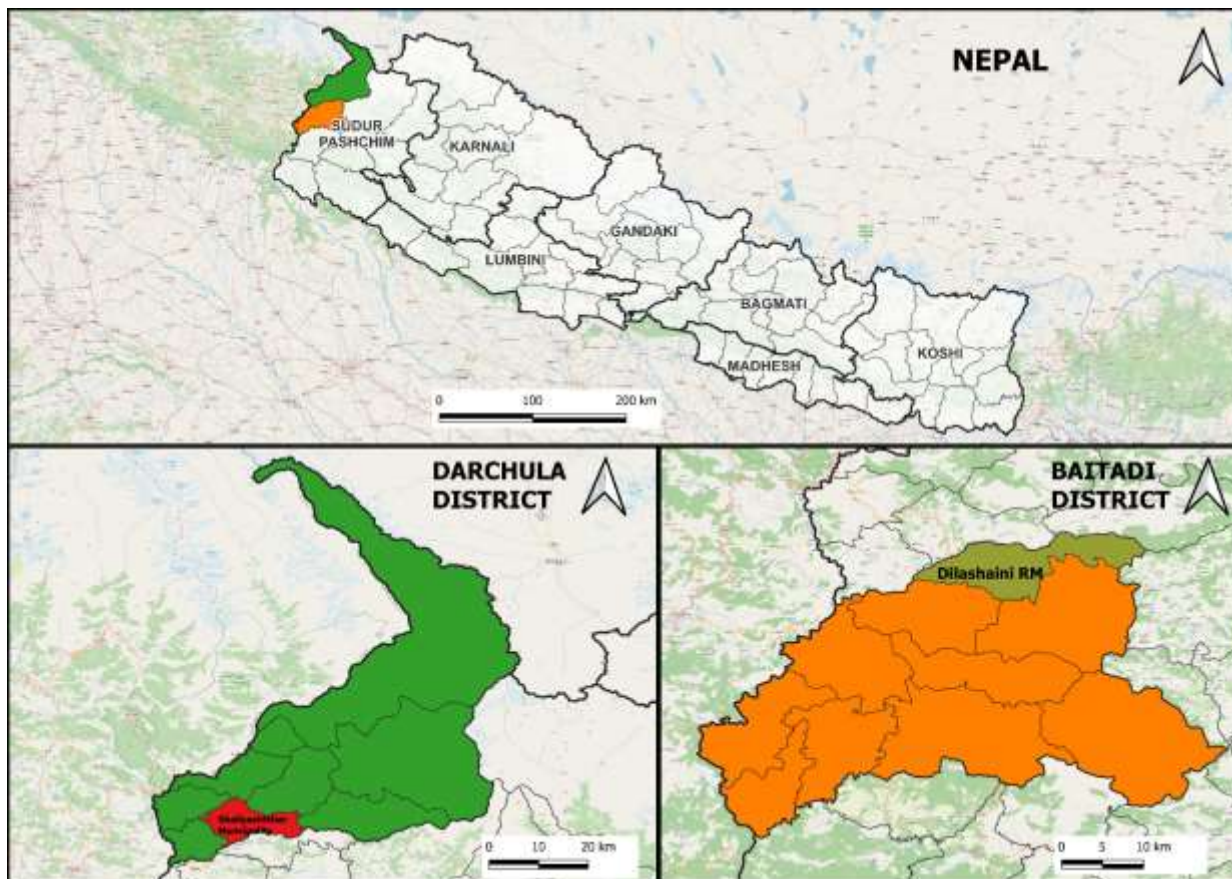 NEPAL
SUDUR
PASHCHIM
KARNALI
GANDAKI
LUMBINI
BAGMATI
KOSHI
MADHESH
0 100 200 km
DARCHULA
DISTRICT
Municipality
0 10 20 km
BAITADI
DISTRICT
Dilashaini RM
0 5 10 km